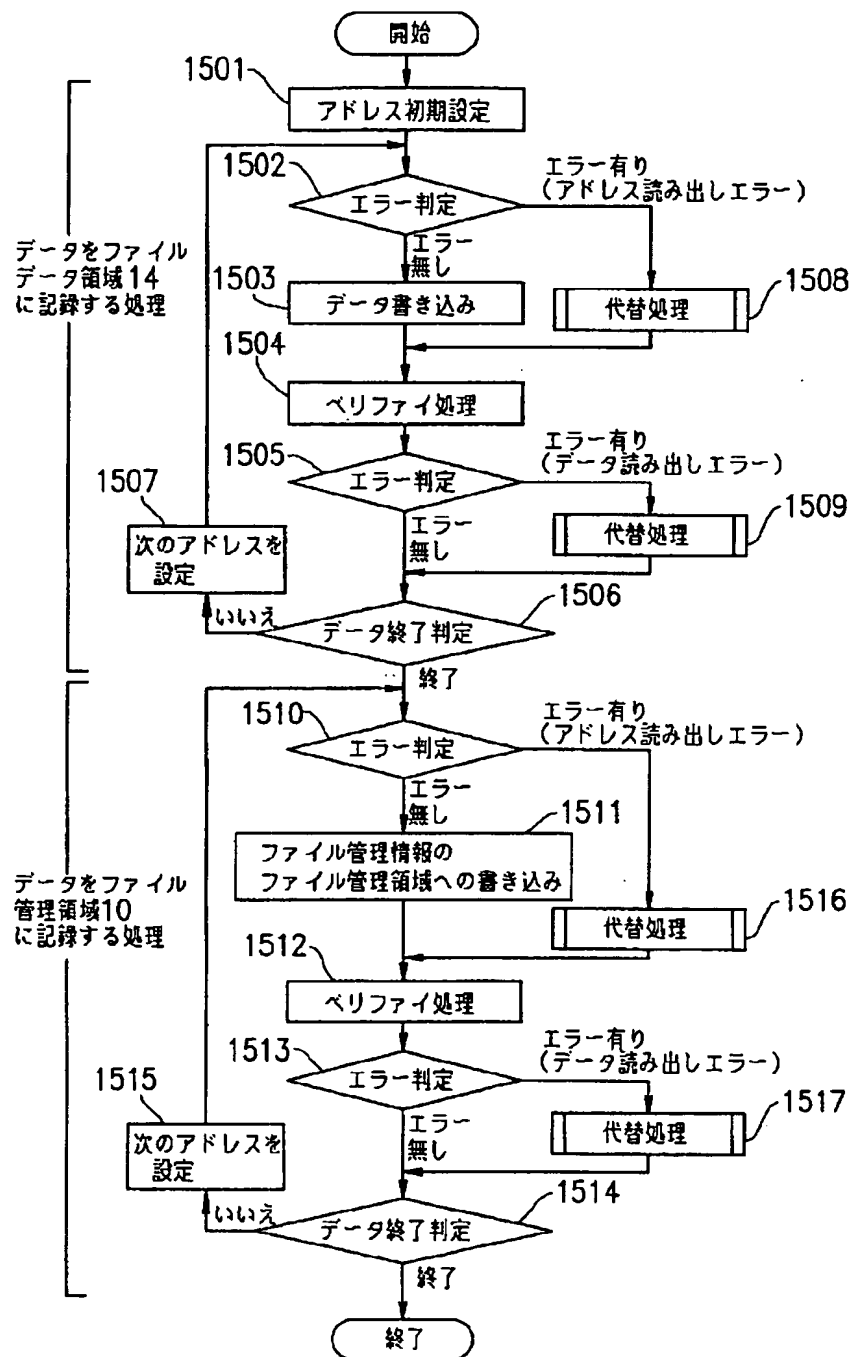 開始
1501
アドレス初期設定
1502
エラー判定
エラー有り
(アドレス読み出しエラー)
エラー
無し
データをファイル
データ領域14
に記録する処理
1503
データ書き込み
1508
代替処理
1504
ベリファイ処理
1505
エラー判定
エラー有り
(データ読み出しエラー)
エラー
無し
1507
次のアドレスを
設定
1509
代替処理
1506
いいえ
データ終了判定
終了
1510
エラー判定
エラー有り
(アドレス読み出しエラー)
エラー
無し
1511
ファイル管理情報の
ファイル管理領域への書き込み
データをファイル
管理領域10
に記録する処理
1516
代替処理
1512
ベリファイ処理
1513
エラー判定
エラー有り
(データ読み出しエラー)
エラー
無し
1515
次のアドレスを
設定
1517
代替処理
1514
いいえ
データ終了判定
終了
終了